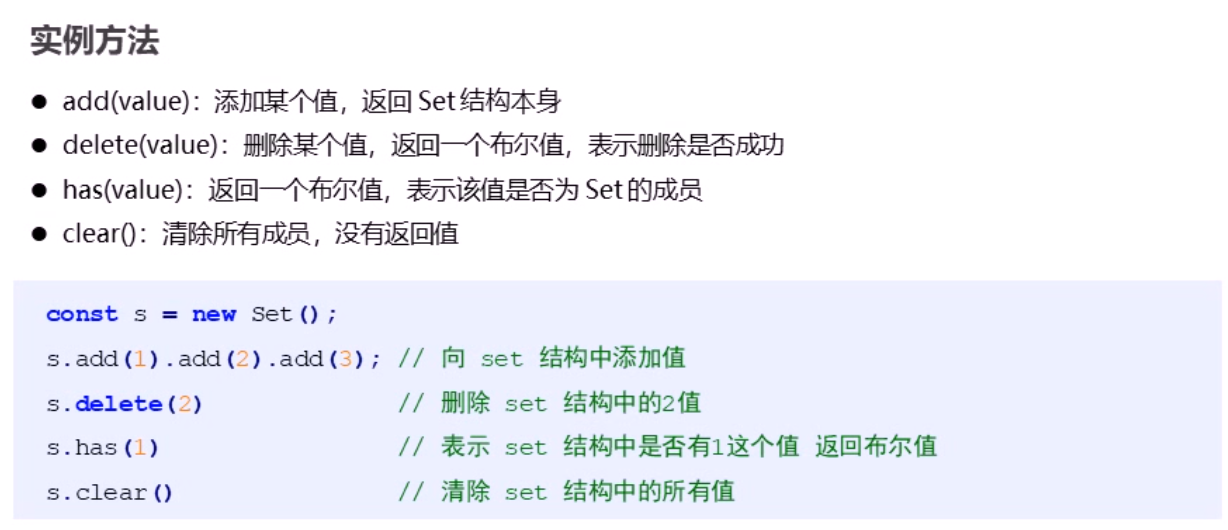 实例方法
● add(value)：添加某个值，返回 Set 结构本身
● delete(value)：删除某个值，返回一个布尔值，表示删除是否成功
● has(value)：返回一个布尔值，表示该值是否为 Set 的成员
● clear()：清除所有成员，没有返回值
const s = new Set();
s.add(1).add(2).add(3); // 向 set 结构中添加值
s.delete(2) // 删除 set 结构中的2值
s.has(1) // 表示 set 结构中是否有1这个值 返回布尔值
s.clear() // 清除 set 结构中的所有值